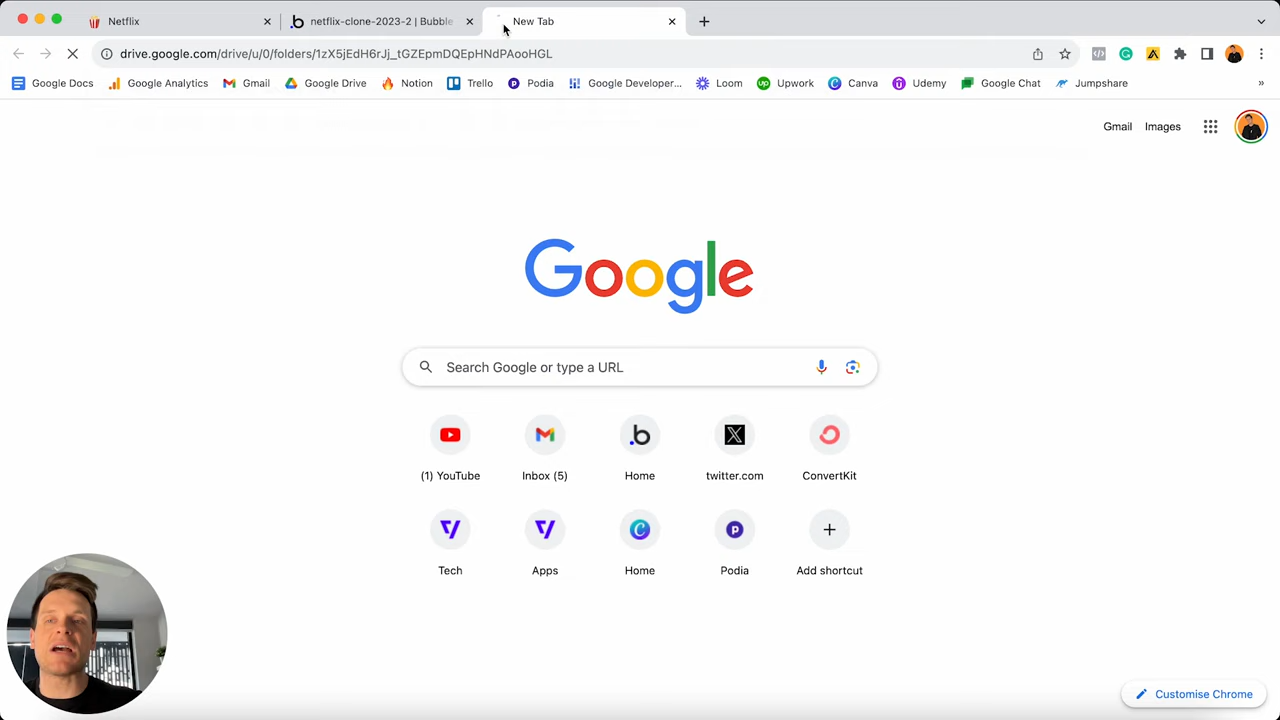 Netflix
netflix-clone-2023-2 | Bubble
New Tab
drive.google.com/drive/u/0/folders/1zX5jEdH6rJj_tGZEpmDQEpHNdPAooHGL
Google Docs
Google Analytics
Gmail
Google Drive
Notion
Trello
Podia
Google Developer...
Loom
Upwork
Canva
Udemy
Google Chat
Jumpshare
»
Gmail
Images
Google
Search Google or type a URL
(1) YouTube
Inbox (5)
Home
twitter.com
ConvertKit
Tech
Apps
Home
Podia
Add shortcut
Customise Chrome